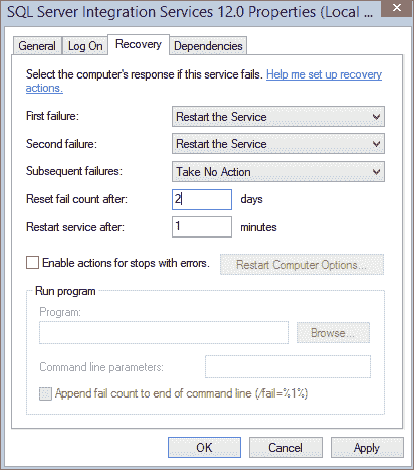 SQL Server Integration Services 12.0 Properties (Local ...
General Log On Recovery Dependencies
Select the computer's response if this service fails. Help me set up recovery
actions.
First failure: Restart the Service
Second failure: Restart the Service
Subsequent failures: Take No Action
Reset fail count after: 2 days
Restart service after: 1 minutes
Enable actions for stops with errors. Restart Computer Options...
Run program
Program:
Browse...
Command line parameters:
Append fail count to end of command line (/fail=%1%)
OK Cancel Apply